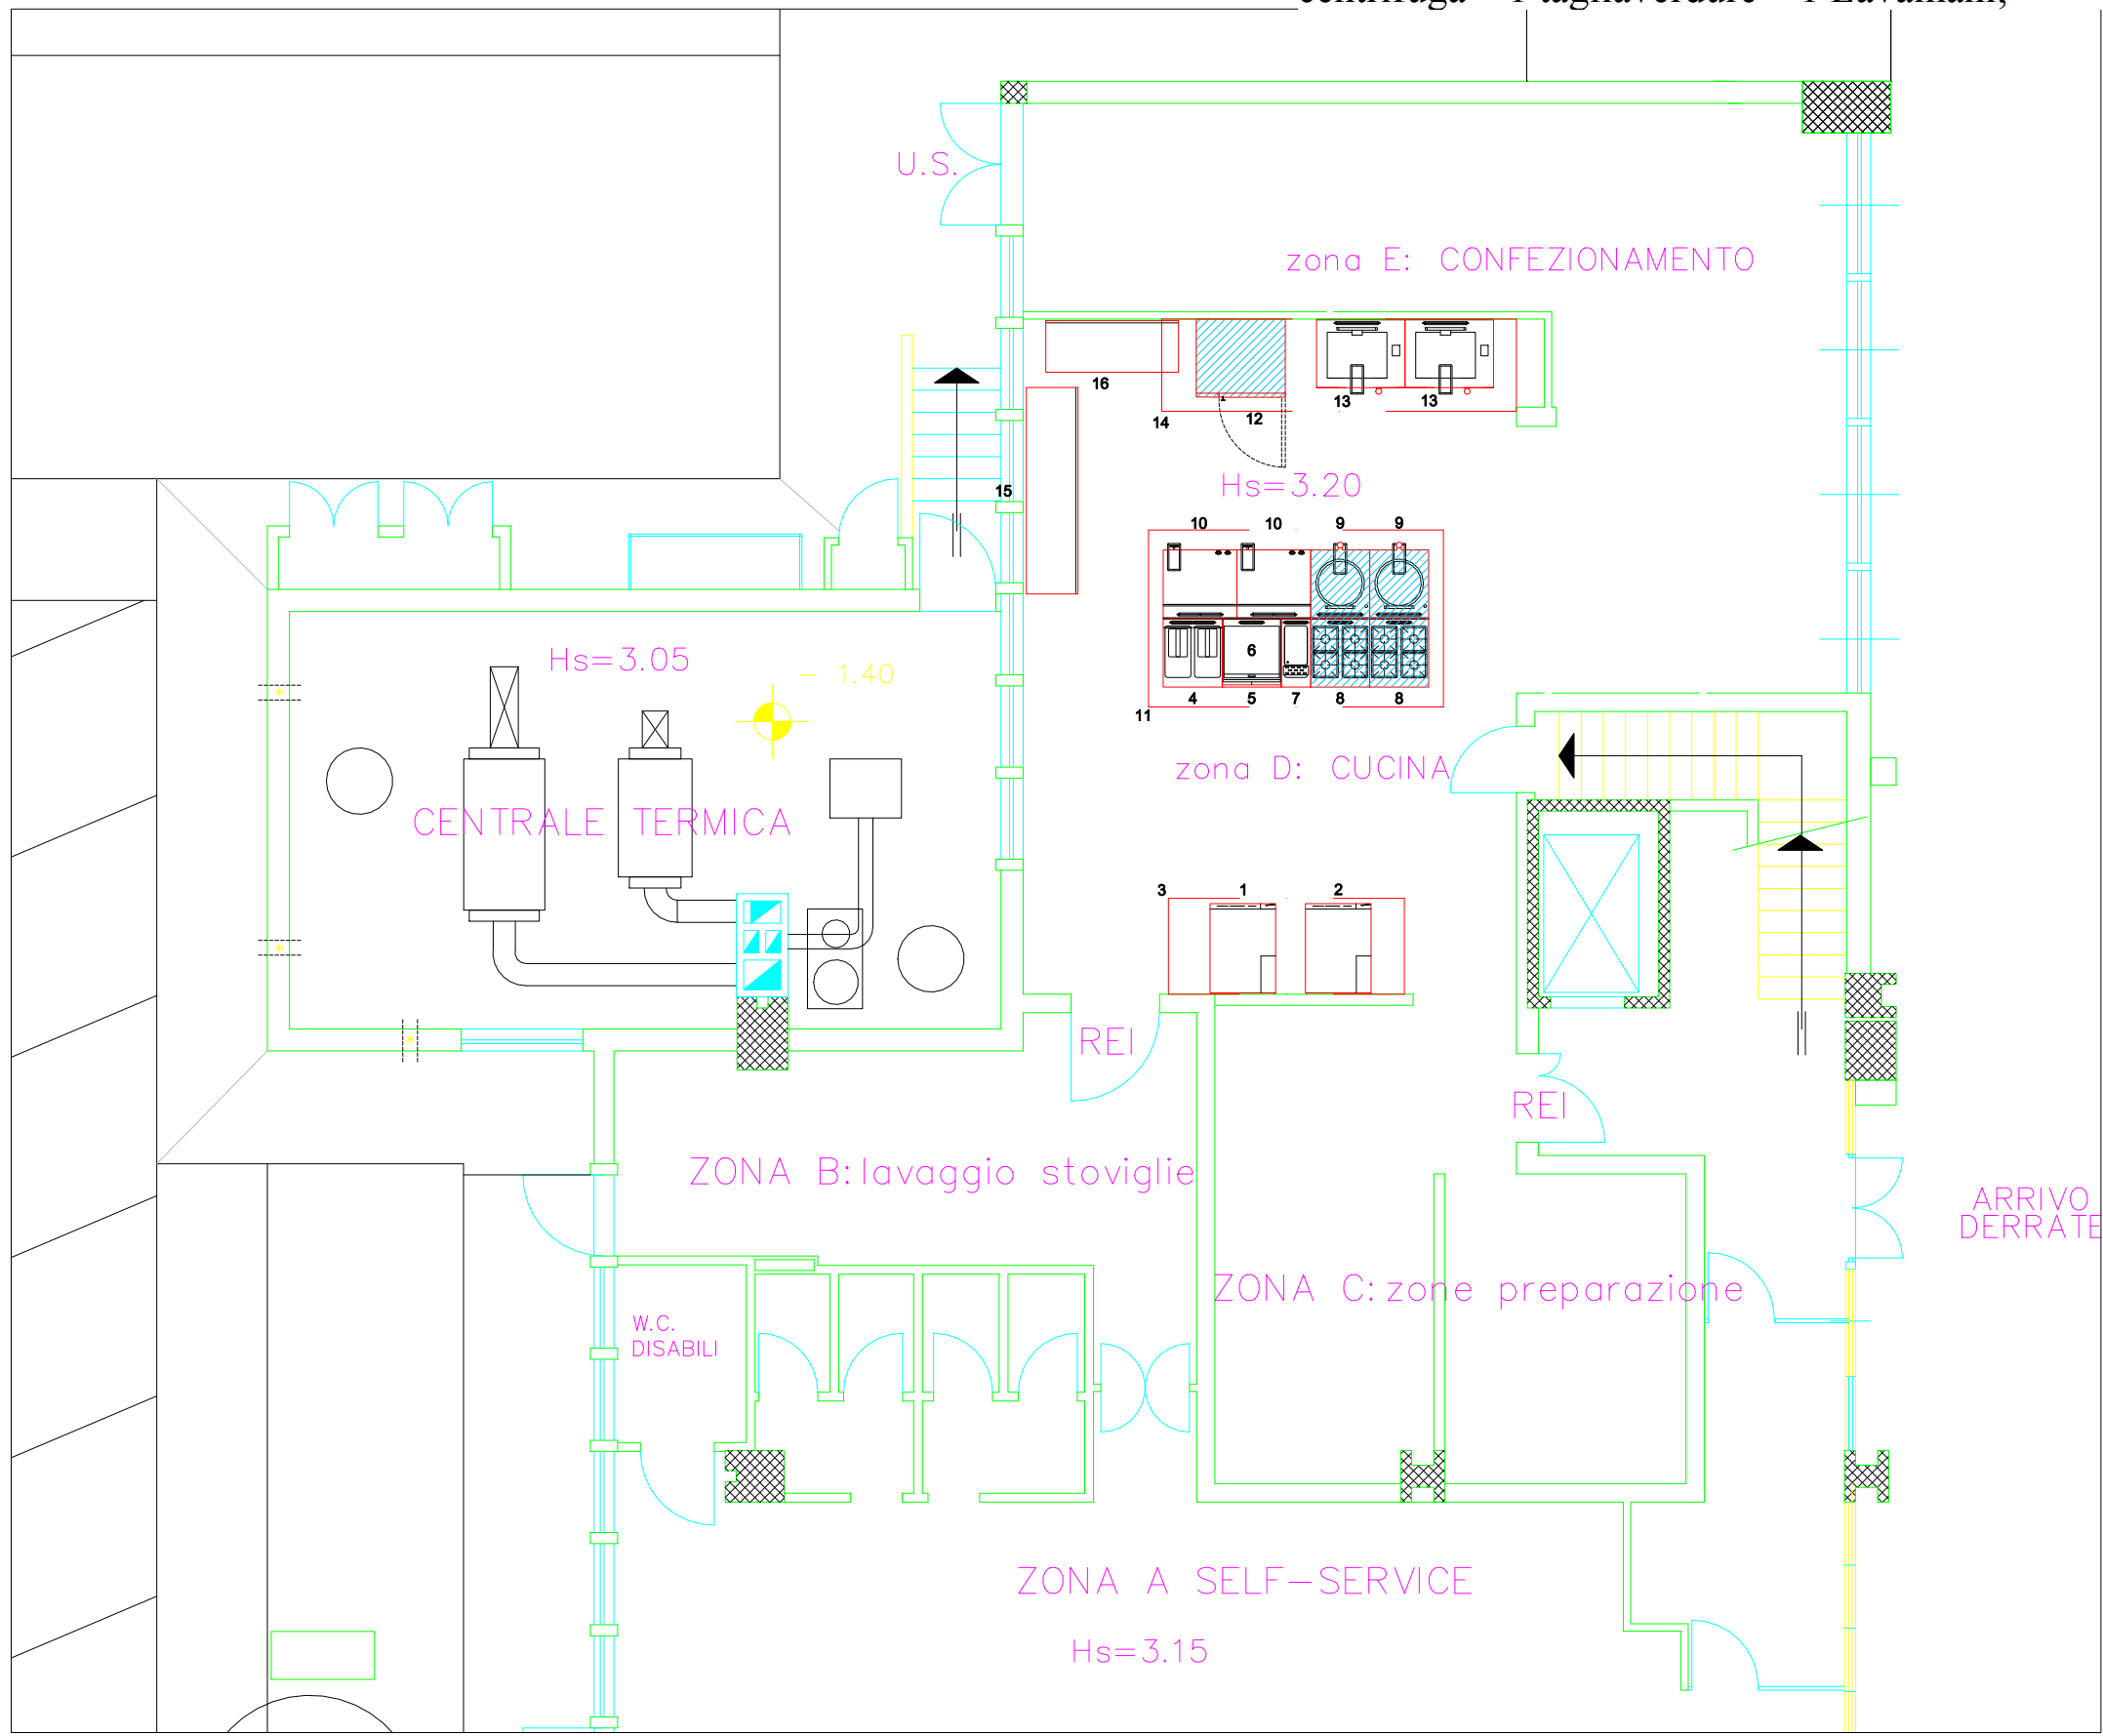 U.S.
zona E: CONFEZIONAMENTO
16
13
13
14
12
Hs=3.20
15
10
10
9
9
6
4
5
7
8
8
11
Hs=3.05
- 1.40
zona D: CUCINA
CENTRALE TERMICA
3
1
2
REI
REI
ZONA B: lavaggio stoviglie
ARRIVO
DERRATE
ZONA C: zone preparazione
W.C.
DISABILI
ZONA A SELF-SERVICE
Hs=3.15